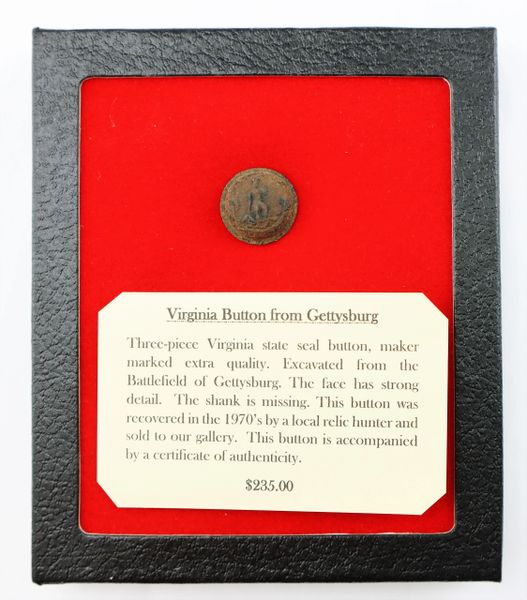 Virginia Button from Gettysburg
Three-piece Virginia state seal button, maker
marked extra quality. Excavated from the
Battlefield of Gettysburg. The face has strong
detail. The shank is missing. This button was
recovered in the 1970's by a local relic hunter and
sold to our gallery. This button is accompanied
by a certificate of authenticity.
$235.00